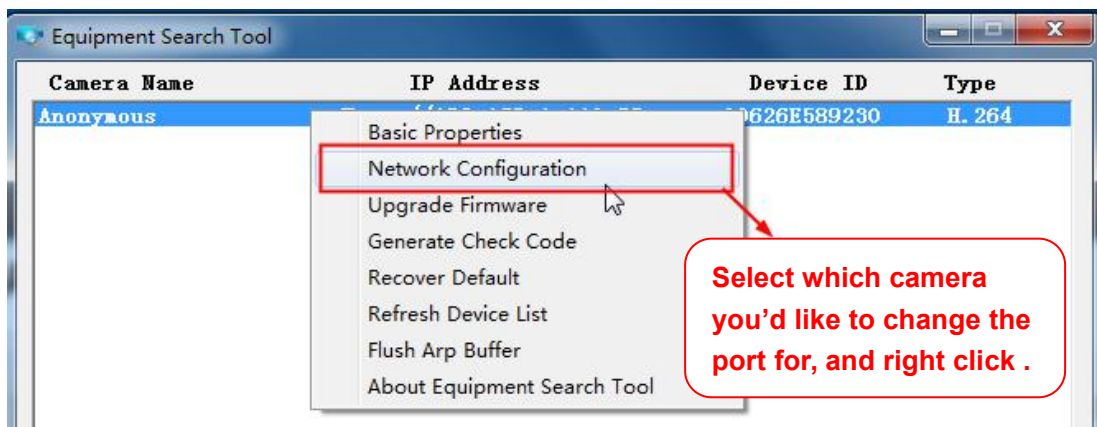 Equipment Search Tool
Camera Name IP Address Device ID Type
Anonymous 0626E589230 H.264
Basic Properties
Network Configuration
Upgrade Firmware
Generate Check Code
Recover Default
Refresh Device List
Flush Arp Buffer
About Equipment Search Tool
Select which camera
you’d like to change the
port for, and right click .